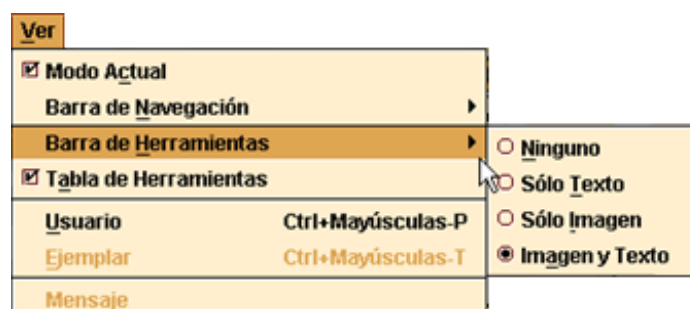 Ver
Modo Actual
Barra de Navegación
Barra de Herramientas
Tabla de Herramientas
Usuario Ctrl+Mayúsculas-P
Ejemplar Ctrl+Mayúsculas-T
Mensaje
Ninguno
Sólo Texto
Sólo Imagen
Imagen y Texto